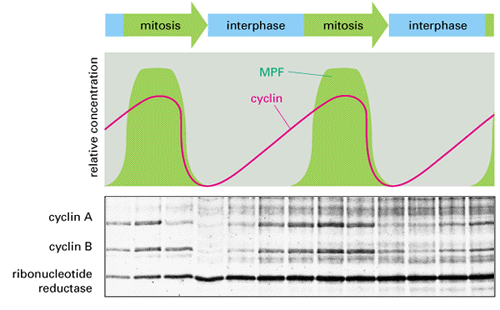 mitosis
interphase
mitosis
interphase
relative concentration
MPF
cyclin
cyclin A
cyclin B
ribonucleotide
reductase